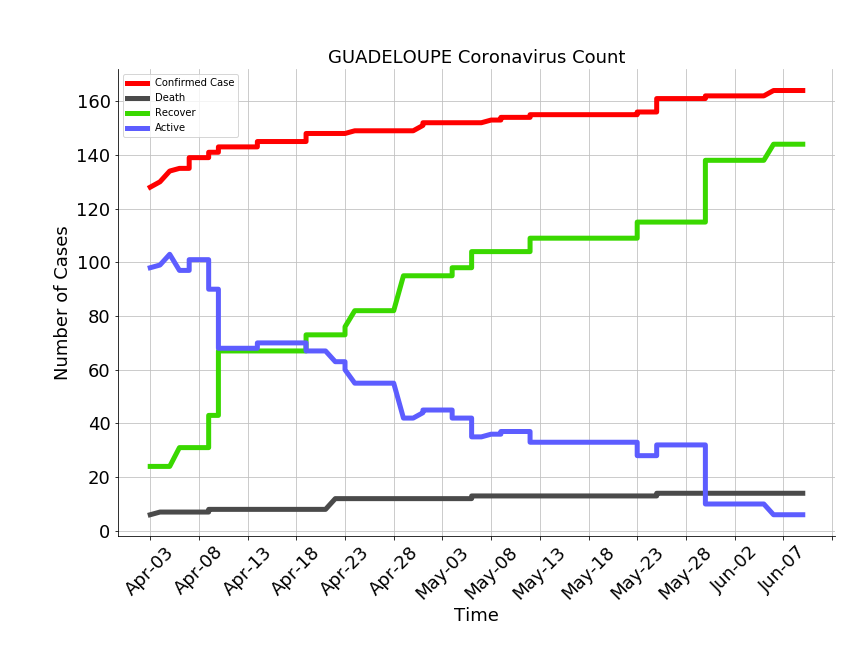 GUADELOUPE Coronavirus Count
Confirmed Case
Death
Recover
Active
Number of Cases
160
140
120
100
80
60
40
20
0
Apr-03 Apr-08 Apr-13 Apr-18 Apr-23 Apr-28 May-03 May-08 May-13 May-18 May-23 May-28 Jun-02 Jun-07
Time